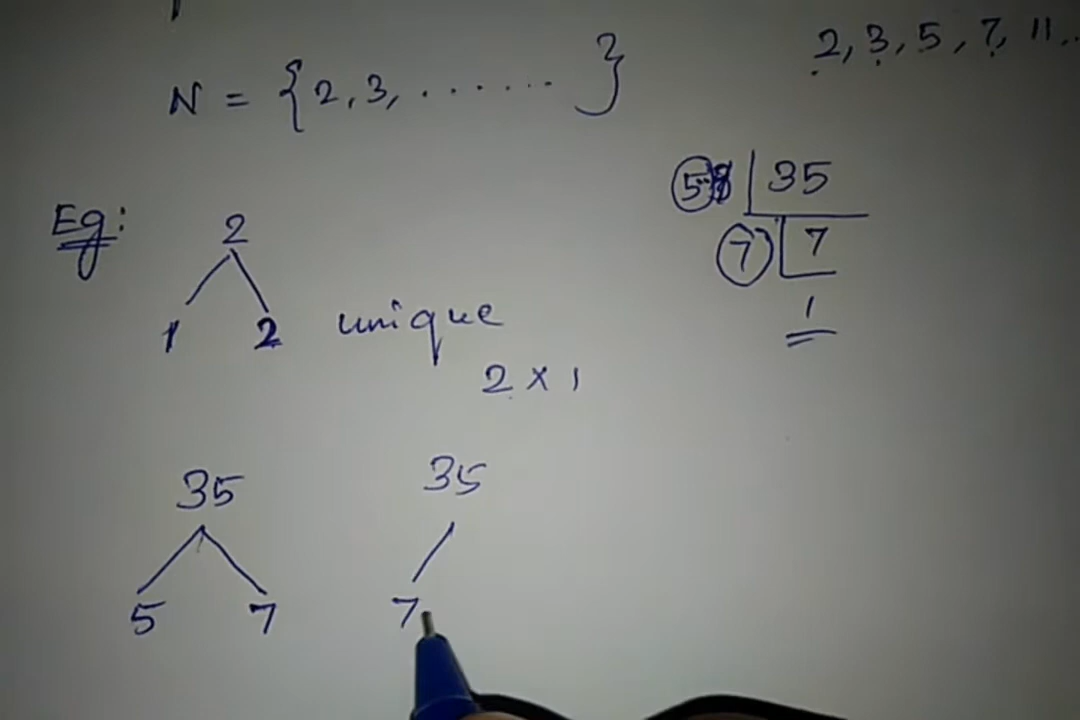 N = {2, 3, ....... }
2, 3, 5, 7, 11..
Eg:
2
1 2
unique
2 x 1
5 | 35
7 | 7
1
35
5 7
35
7